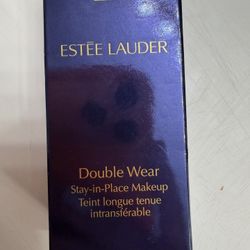 ESTĒE LAUDER
Double Wear
Stay-in-Place Makeup
Teint longue tenue
intransférable